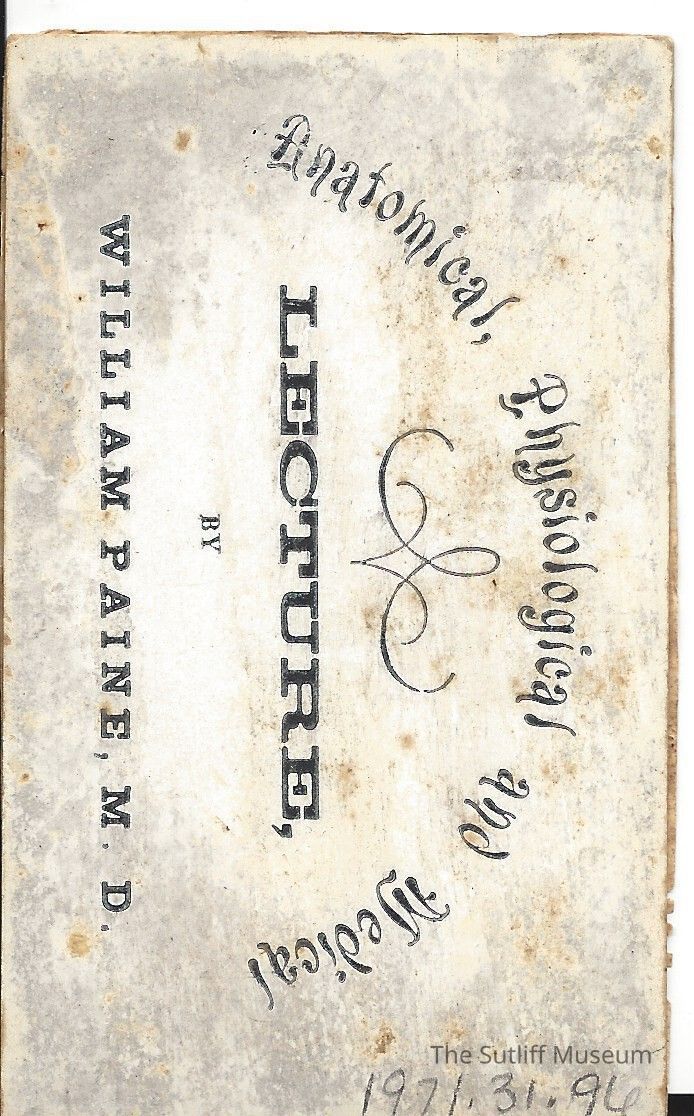 Anatomical, Physiological and Medical
LECTURE,
BY
WILLIAM PAINE, M. D.
The Sutliff Museum
1971.31.96